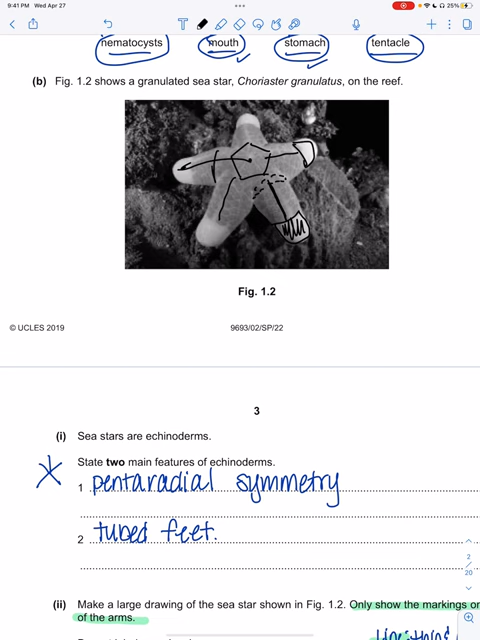 9:41 PM Wed Apr 27
25%
nematocysts mouth stomach tentacle
(b) Fig. 1.2 shows a granulated sea star, Choriaster granulatus, on the reef.
Fig. 1.2
© UCLES 2019 9693/02/SP/22
3
(i) Sea stars are echinoderms.
State two main features of echinoderms.
1 pentaradial symmetry
2 tubed feet.
2
/
20
(ii) Make a large drawing of the sea star shown in Fig. 1.2. Only show the markings on
of the arms.